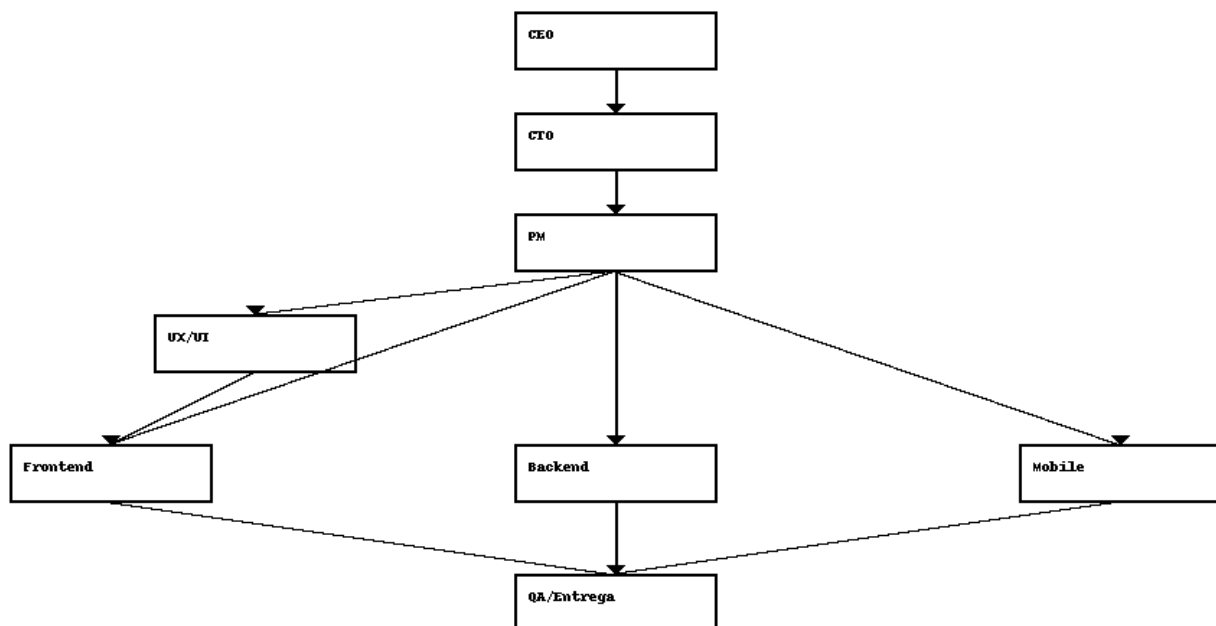 CEO
CTO
PM
UX/UI
Frontend
Backend
Mobile
QA/Entrega